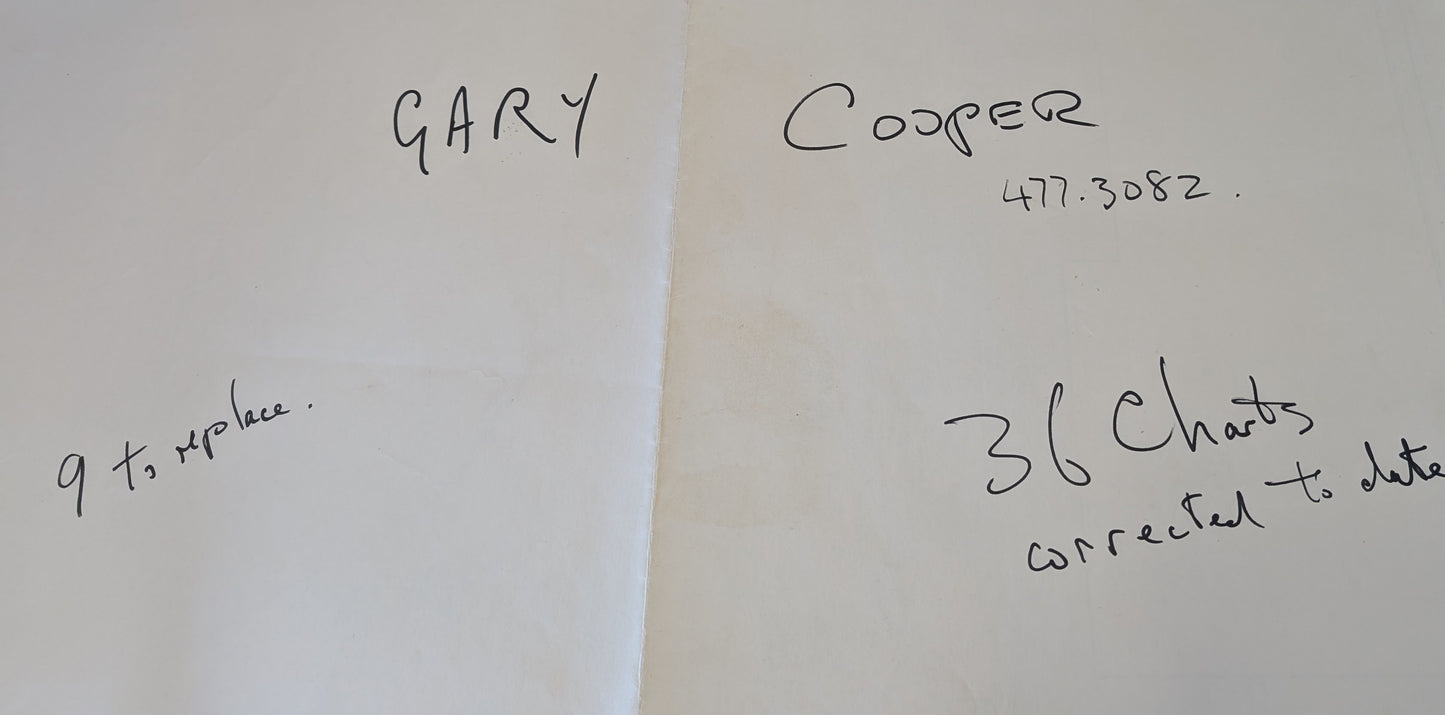 GARY COOPER
477.3082.
9 to replace.
36 Charts
corrected to date